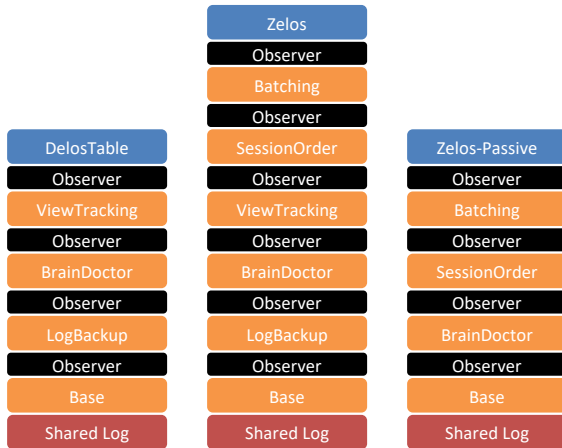 DelosTable
Observer
ViewTracking
Observer
BrainDoctor
Observer
LogBackup
Observer
Base
Shared Log
Zelos
Observer
Batching
Observer
SessionOrder
Observer
ViewTracking
Observer
BrainDoctor
Observer
LogBackup
Observer
Base
Shared Log
Zelos-Passive
Observer
Batching
Observer
SessionOrder
Observer
BrainDoctor
Observer
Base
Shared Log